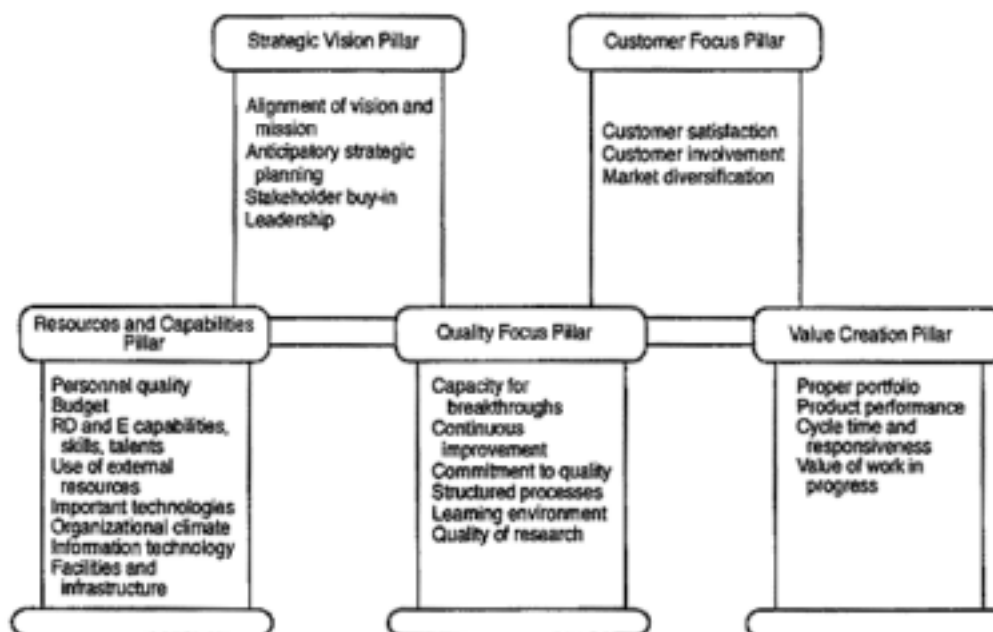 Strategic Vision Pillar
Alignment of vision and
mission
Anticipatory strategic
planning
Stakeholder buy-in
Leadership
Customer Focus Pillar
Customer satisfaction
Customer involvement
Market diversification
Resources and Capabilities
Pillar
Personnel quality
Budget
RD and E capabilities,
skills, talents
Use of external
resources
Important technologies
Organizational climate
Information technology
Facilities and
infrastructure
Quality Focus Pillar
Capacity for
breakthroughs
Continuous
improvement
Commitment to quality
Structured processes
Learning environment
Quality of research
Value Creation Pillar
Proper portfolio
Product performance
Cycle time and
responsiveness
Value of work in
progress